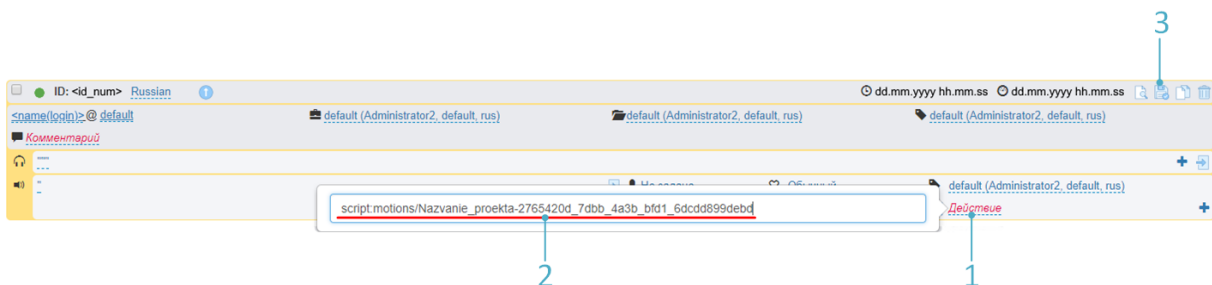 3
ID: <id_num> Russian dd.mm.yyyy hh.mm.ss dd.mm.yyyy hh.mm.ss
<name(login)>@ default default (Administrator2, default, rus) default (Administrator2, default, rus) default (Administrator2, default, rus)
Комментарий
""
" Не задано Обычный default (Administrator2, default, rus)
script:motions/Nazvanie_proekta-2765420d_7dbb_4a3b_bfd1_6dcdd899debd Действие
2 1